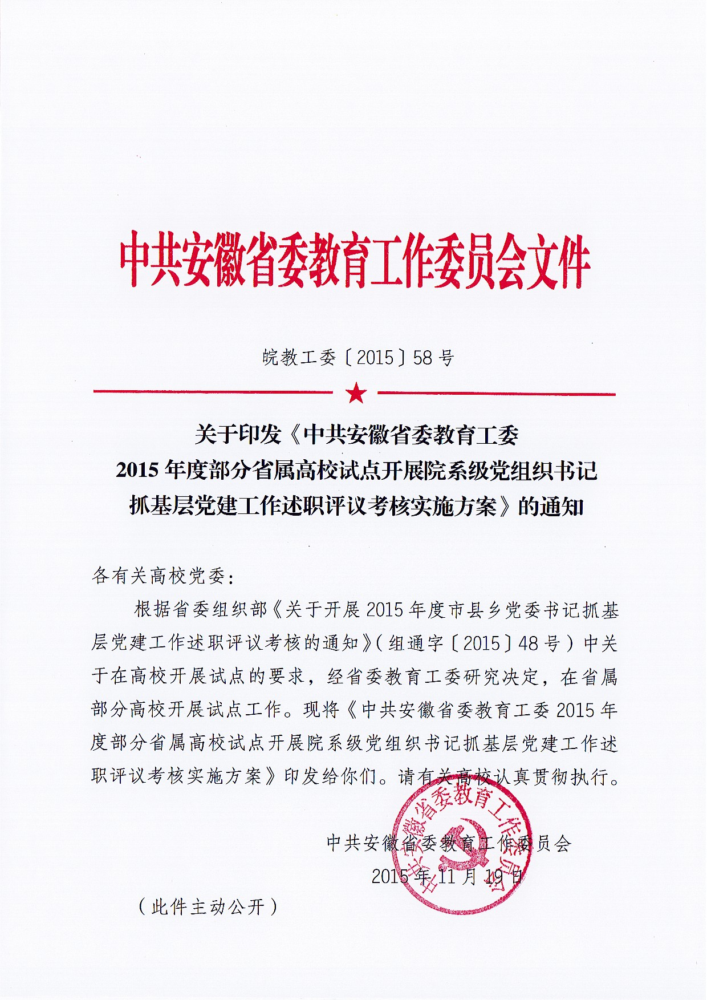 中共安徽省委教育工作委员会文件
皖教工委〔2015〕58号
关于印发《中共安徽省委教育工委
2015年度部分省属高校试点开展院系级党组织书记
抓基层党建工作述职评议考核实施方案》的通知
各有关高校党委：
根据省委组织部《关于开展2015年度市县乡党委书记抓基
层党建工作述职评议考核的通知》（组通字〔2015〕48号）中关
于在高校开展试点的要求，经省委教育工委研究决定，在省属
部分高校开展试点工作。现将《中共安徽省委教育工委2015年
度部分省属高校试点开展院系级党组织书记抓基层党建工作述
职评议考核实施方案》印发给你们。请有关高校认真贯彻执行。
中共安徽省委教育工作委员会
中共安徽省委教育工作委员会
2015年11月19日
（此件主动公开）